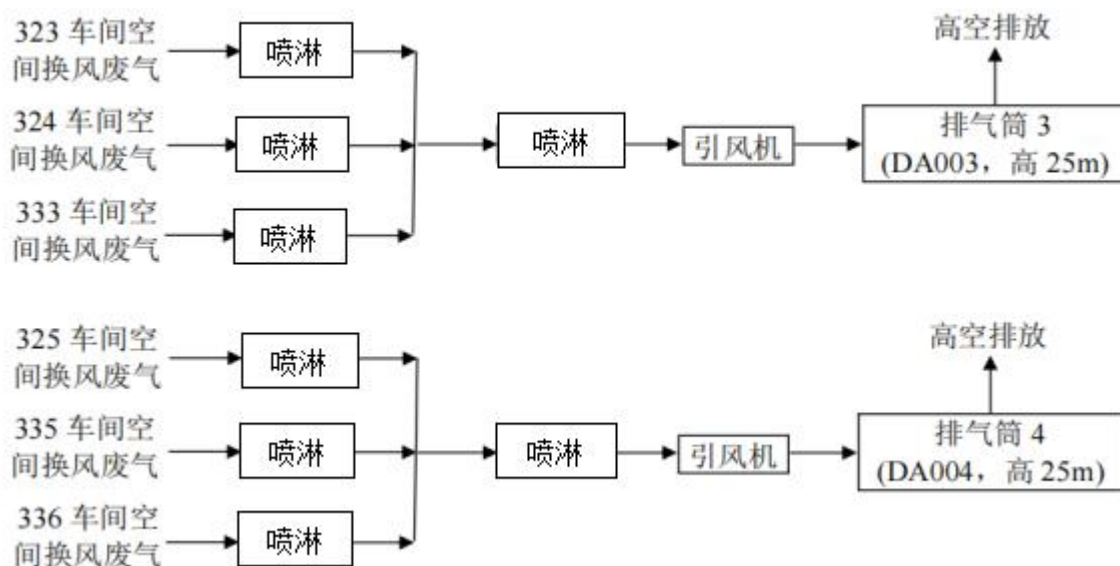 高空排放
323 车间空
间换风废气
喷淋
324 车间空
间换风废气
喷淋
喷淋
引风机
排气筒 3
(DA003，高 25m)
333 车间空
间换风废气
喷淋
325 车间空
间换风废气
喷淋
高空排放
335 车间空
间换风废气
喷淋
喷淋
引风机
排气筒 4
(DA004，高 25m)
336 车间空
间换风废气
喷淋